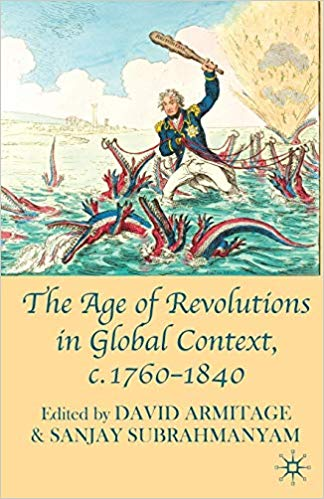 The Age of Revolutions
in Global Context,
c. 1760–1840
Edited by DAVID ARMITAGE
& SANJAY SUBRAHMANYAM